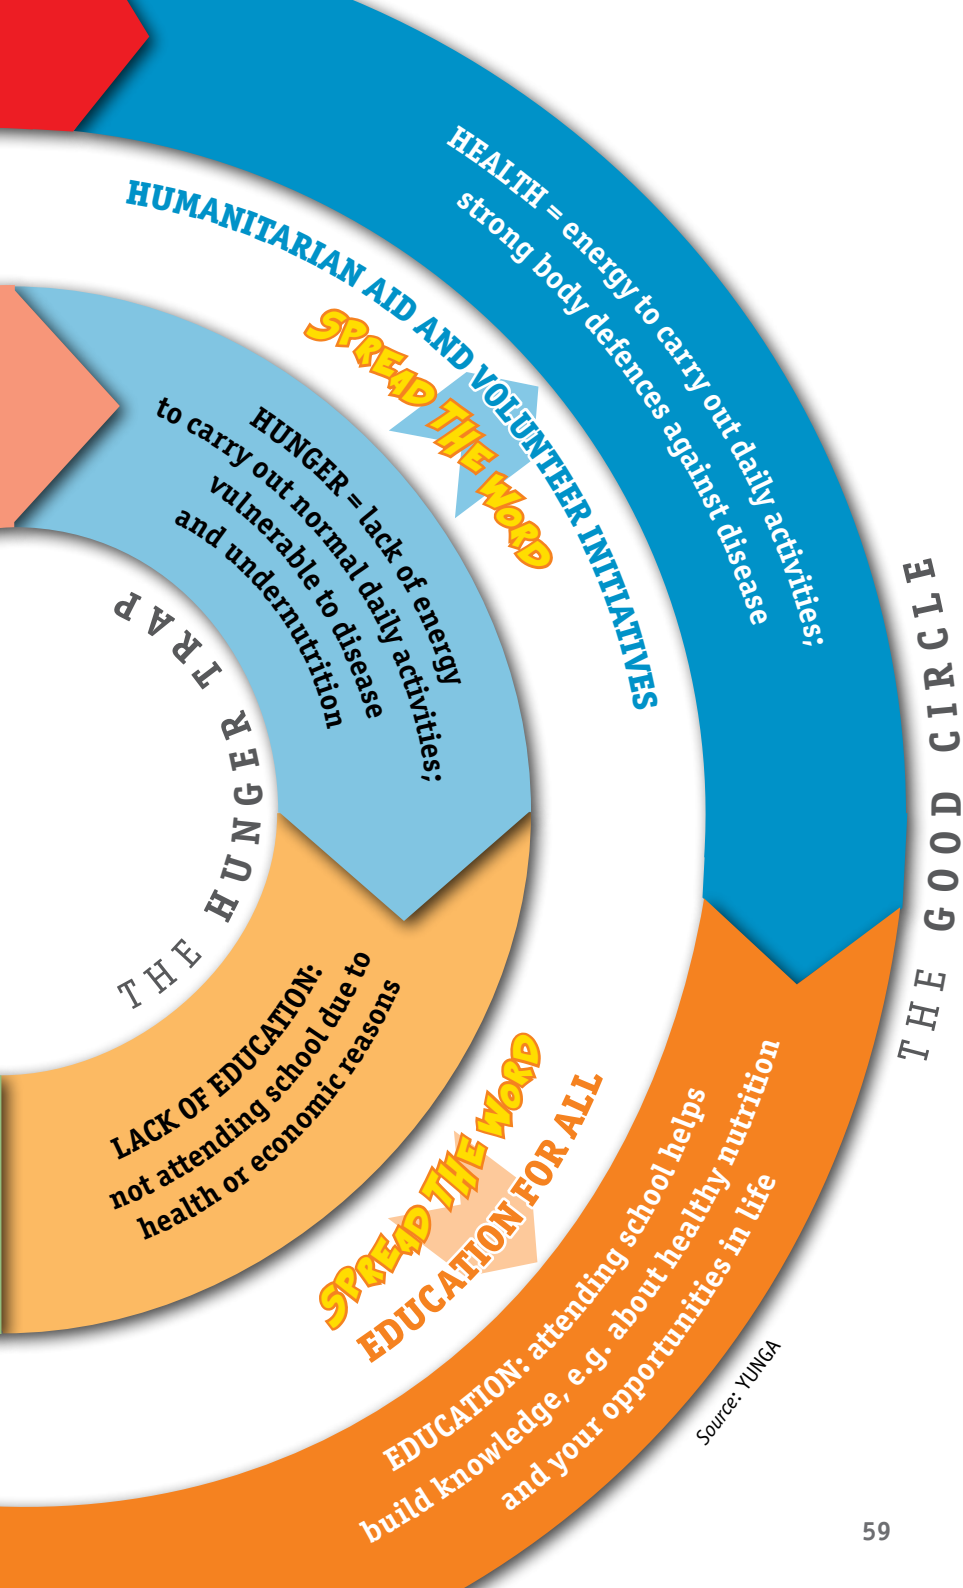 HEALTH = energy to carry out daily activities;
strong body defences against disease
HUMANITARIAN AID AND VOLUNTEER INITIATIVES
SPREAD THE WORD
HUNGER = lack of energy
to carry out normal daily activities;
vulnerable to disease
and undernutrition
THE HUNGER TRAP
THE GOOD CIRCLE
LACK OF EDUCATION:
not attending school due to
health or economic reasons
SPREAD THE WORD
EDUCATION FOR ALL
EDUCATION: attending school helps
build knowledge, e.g. about healthy nutrition
and your opportunities in life
Source: YUNGA
59